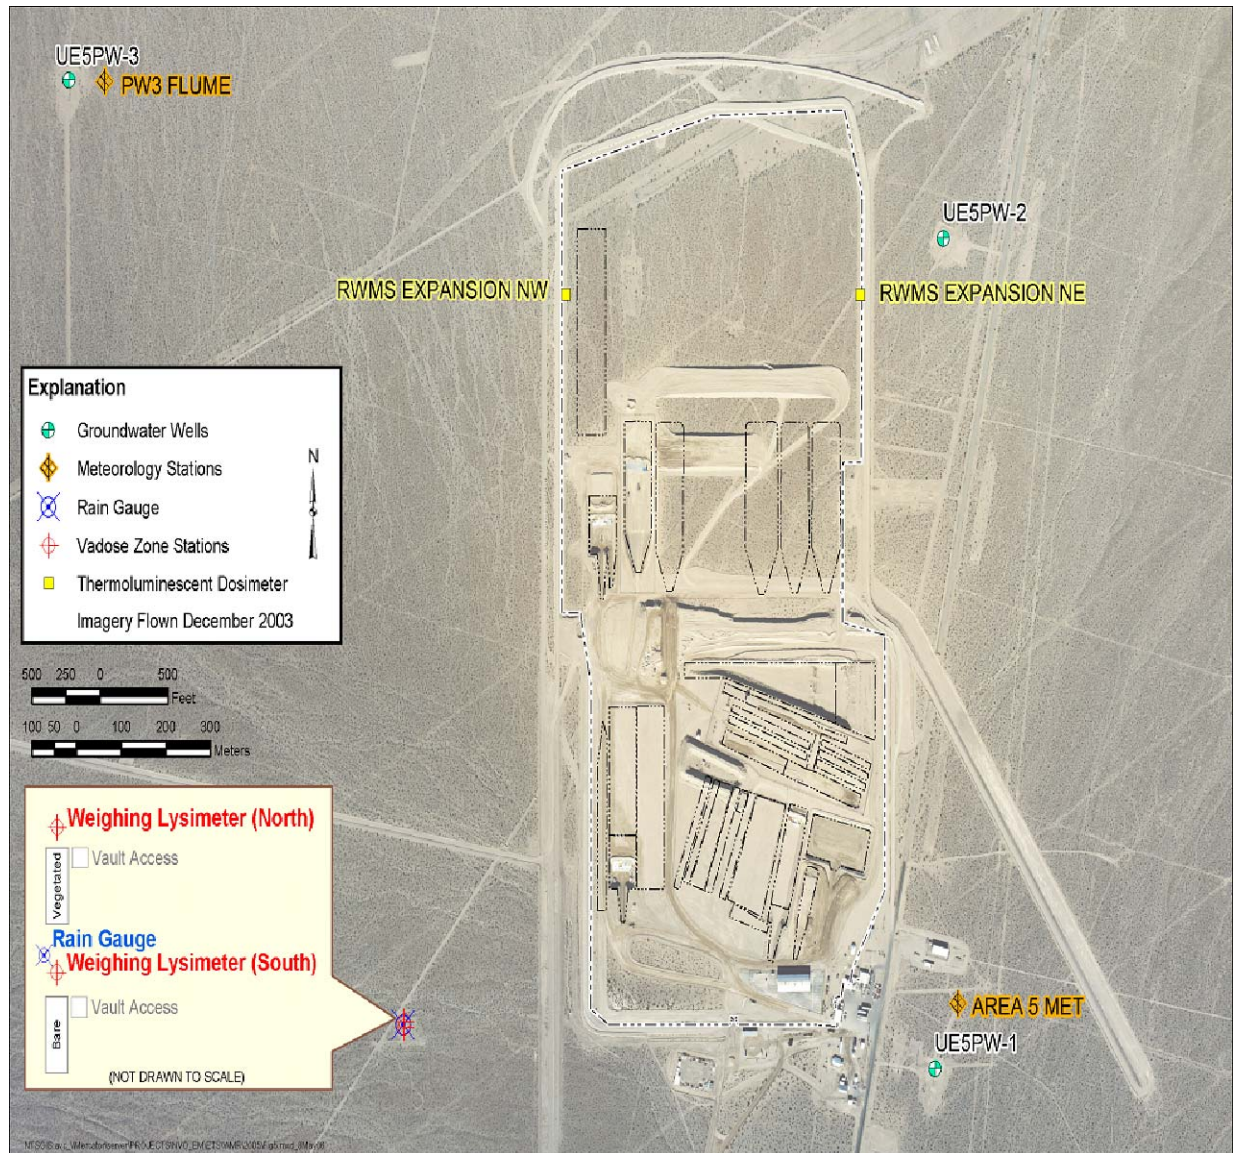 UE5PW-3
PW3 FLUME
UE5PW-2
RWMS EXPANSION NW
RWMS EXPANSION NE
Explanation
Groundwater Wells
Meteorology Stations
Rain Gauge
Vadose Zone Stations
Thermoluminescent Dosimeter
Imagery Flown December 2003
N
500 250 0 500
Feet
100 50 0 100 200 300
Meters
Weighing Lysimeter (North)
Vault Access
Vegetated
Rain Gauge
Weighing Lysimeter (South)
Vault Access
Bare
(NOT DRAWN TO SCALE)
AREA 5 MET
UE5PW-1